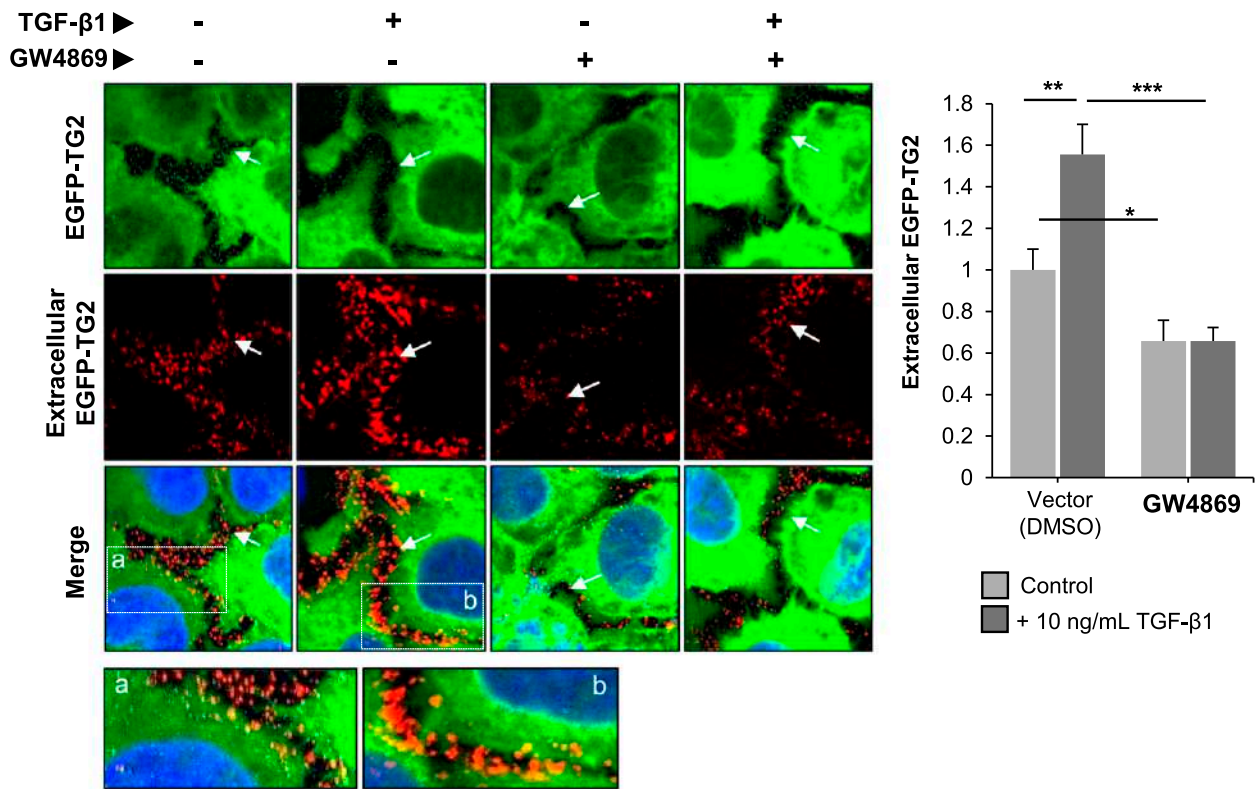 TGF-β1► - + - +
GW4869► - - + +
EGFP-TG2
Extracellular
EGFP-TG2
Merge
a
b
a
b
Extracellular EGFP-TG2
1.8
1.6
1.4
1.2
1
0.8
0.6
0.4
0.2
0
** ***
*
Vector
(DMSO)
GW4869
Control
+ 10 ng/mL TGF-β1